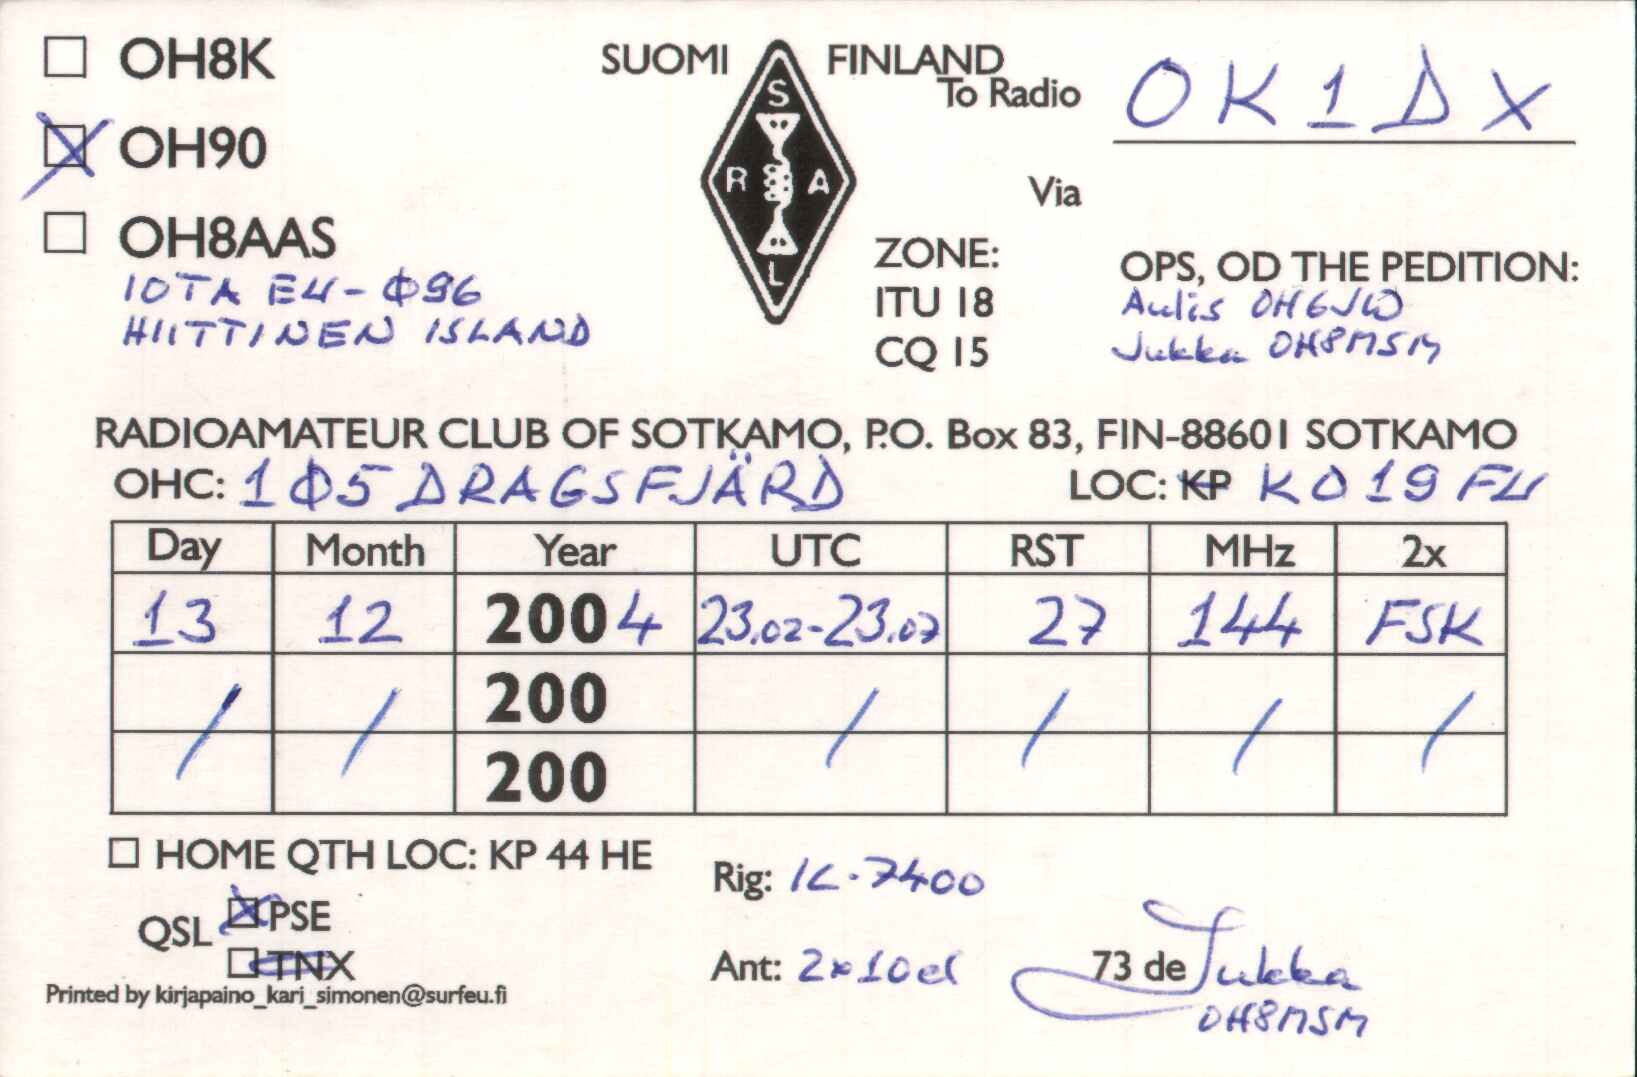 OH8K
SUOMI FINLAND
To Radio OK1DX
OH90
Via
OH8AAS
IOTA EU-Ø96
HIITTINEN ISLAND
S
R A
L
ZONE:
ITU 18
CQ 15
OPS, OD THE PEDITION:
Aulis OH6JW
Jukka OH8MSM
RADIOAMATEUR CLUB OF SOTKAMO, P.O. Box 83, FIN-88601 SOTKAMO
OHC: 1Ø5 DRAGSFJÄRD LOC: KP KO19FU
Day Month Year UTC RST MHz 2x
13 12 2004 23.02-23.07 27 144 FSK
/ / 200 / / / /
200
HOME QTH LOC: KP 44 HE
Rig: IC-7400
QSL PSE
TNX
Ant: 2x10el
73 de Jukka
OH8MSM
Printed by kirjapaino_kari_simonen@surfeu.fi